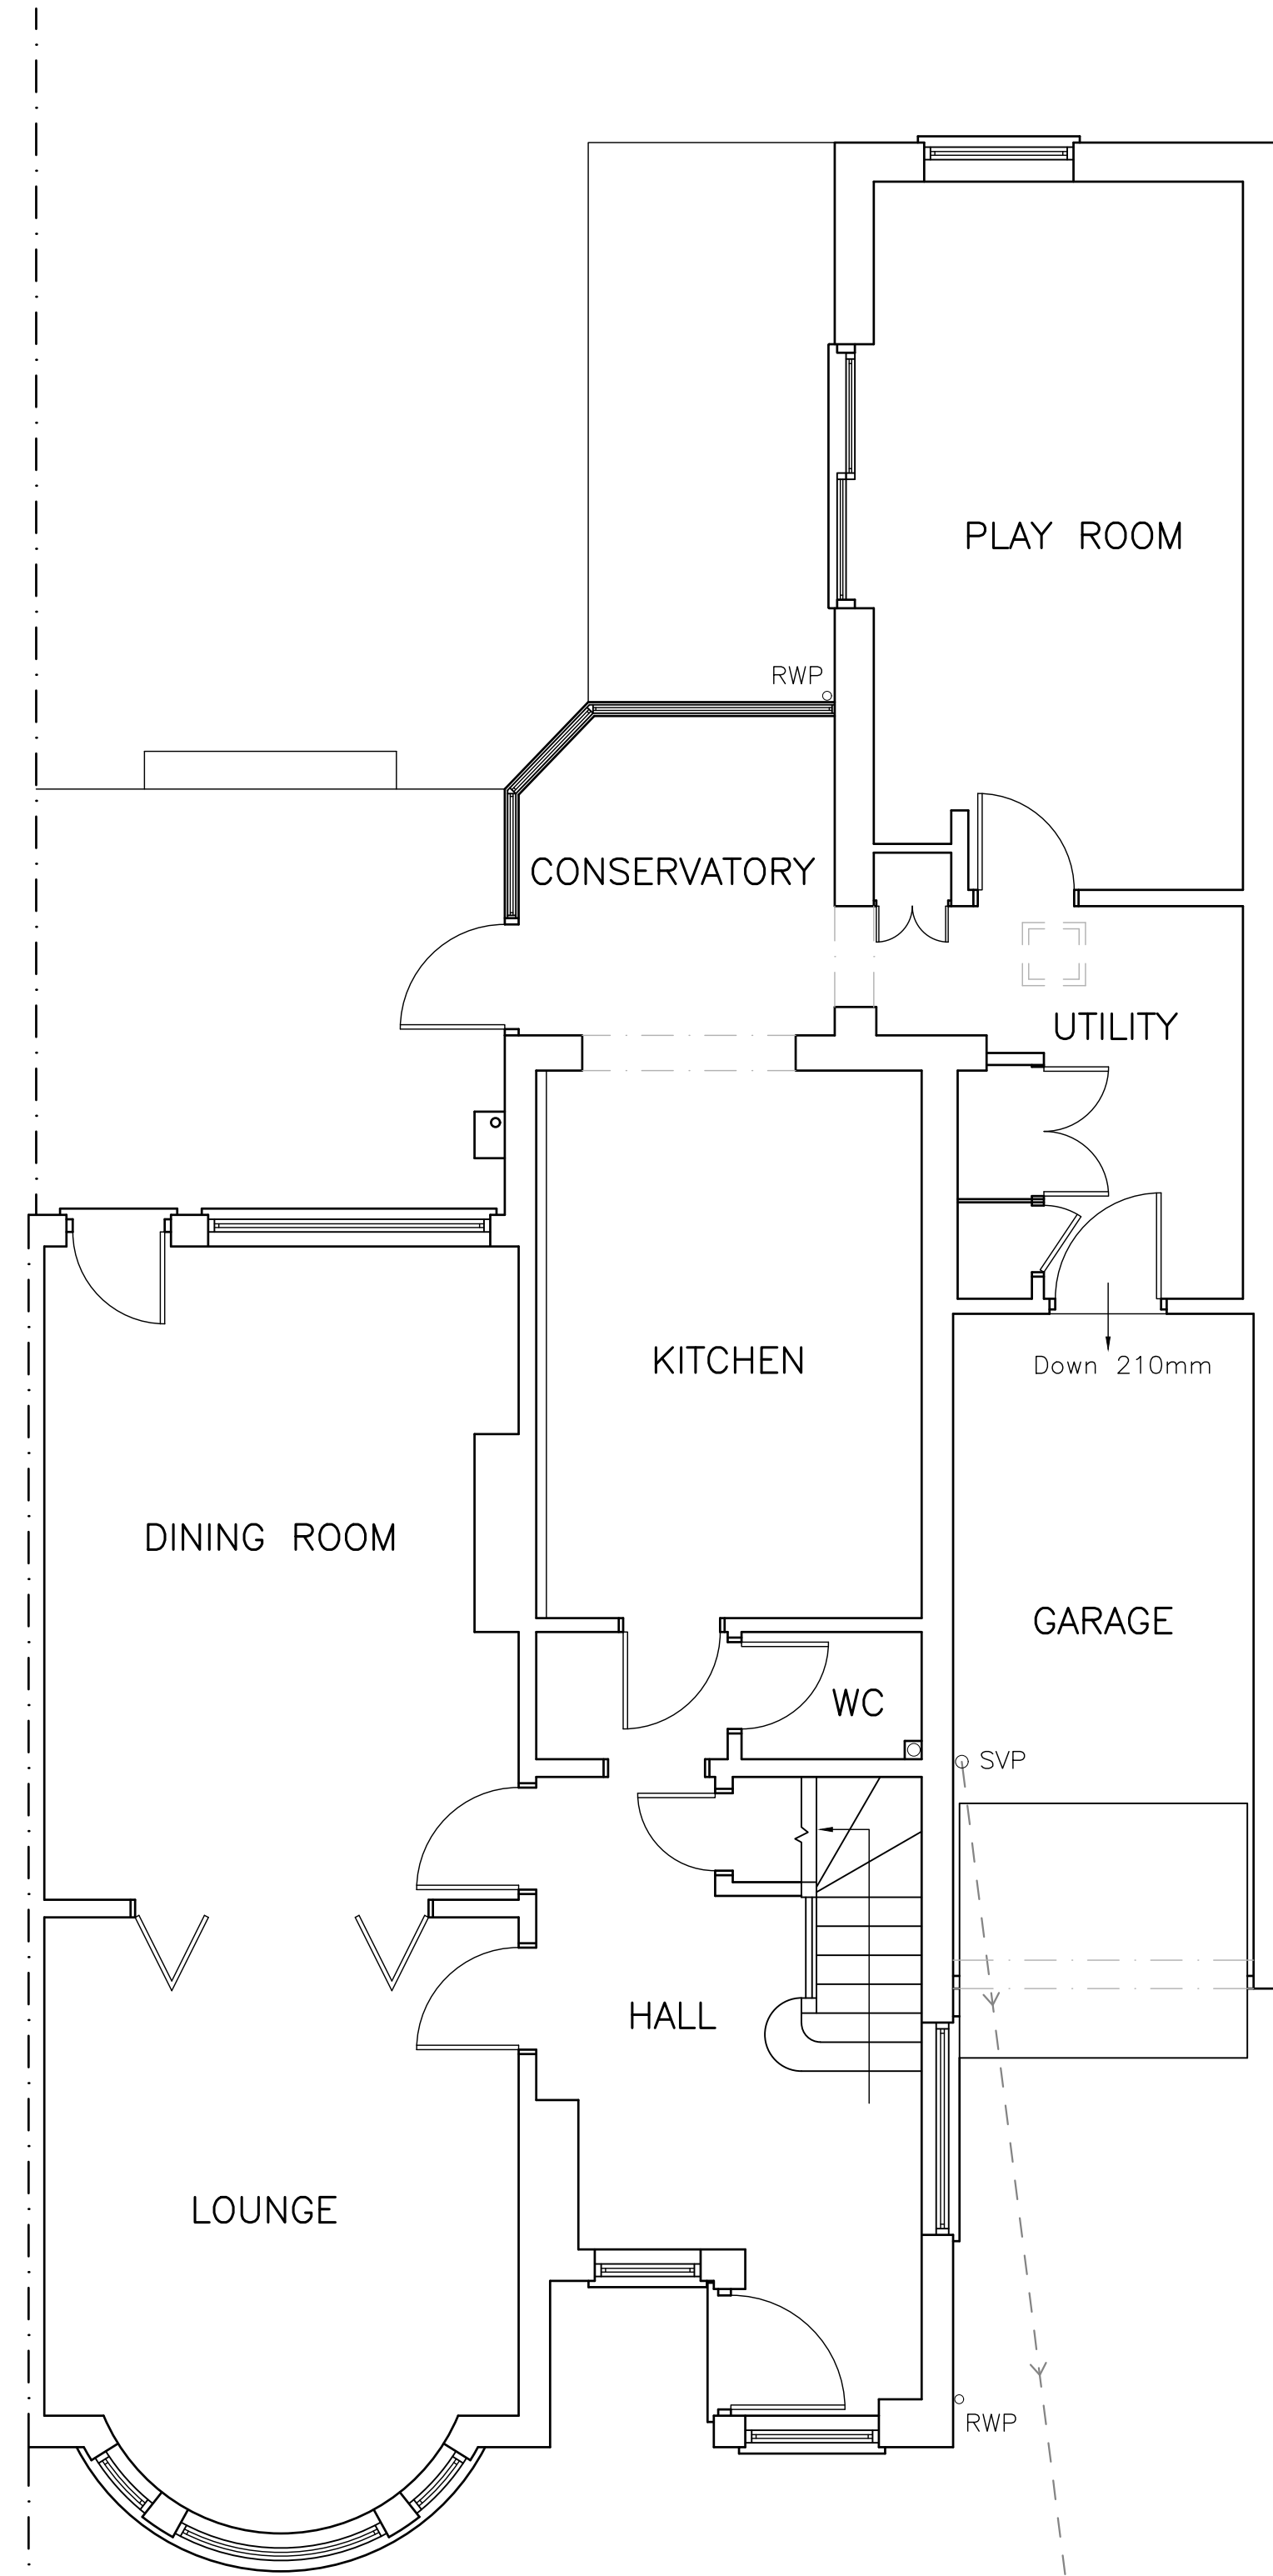 PLAY ROOM
RWP
CONSERVATORY
UTILITY
KITCHEN
Down 210mm
DINING ROOM
GARAGE
WC
SVP
HALL
LOUNGE
RWP